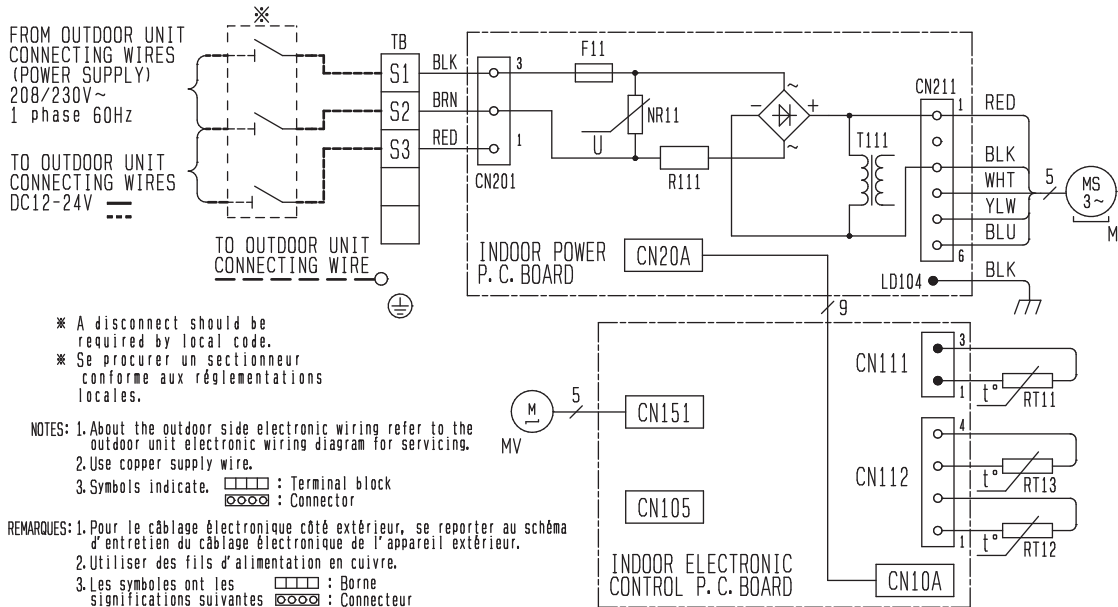 ※
FROM OUTDOOR UNIT
CONNECTING WIRES
(POWER SUPPLY)
208/230V~
1 phase 60Hz
TO OUTDOOR UNIT
CONNECTING WIRES
DC12-24V
TO OUTDOOR UNIT
CONNECTING WIRE
TB
S1
S2
S3
BLK
BRN
RED
3
1
CN201
F11
NR11
U
R111
~
- +
~
T111
CN211
1
6
RED
BLK
WHT
YLW
BLU
5
MS
3~
MF
INDOOR POWER
P.C.BOARD
CN20A
LD104
BLK
9
※ A disconnect should be
required by local code.
※ Se procurer un sectionneur
conforme aux réglementations
locales.
M
MV
5
CN151
CN105
CN111
3
1
t°
RT11
CN112
4
1
t°
RT13
t°
RT12
INDOOR ELECTRONIC
CONTROL P.C.BOARD
CN10A
NOTES: 1. About the outdoor side electronic wiring refer to the
outdoor unit electronic wiring diagram for servicing.
2. Use copper supply wire.
3. Symbols indicate. : Terminal block
: Connector
REMARQUES: 1. Pour le câblage électronique côté extérieur, se reporter au schéma
d'entretien du câblage électronique de l'appareil extérieur.
2. Utiliser des fils d'alimentation en cuivre.
3. Les symboles ont les : Borne
significations suivantes : Connecteur